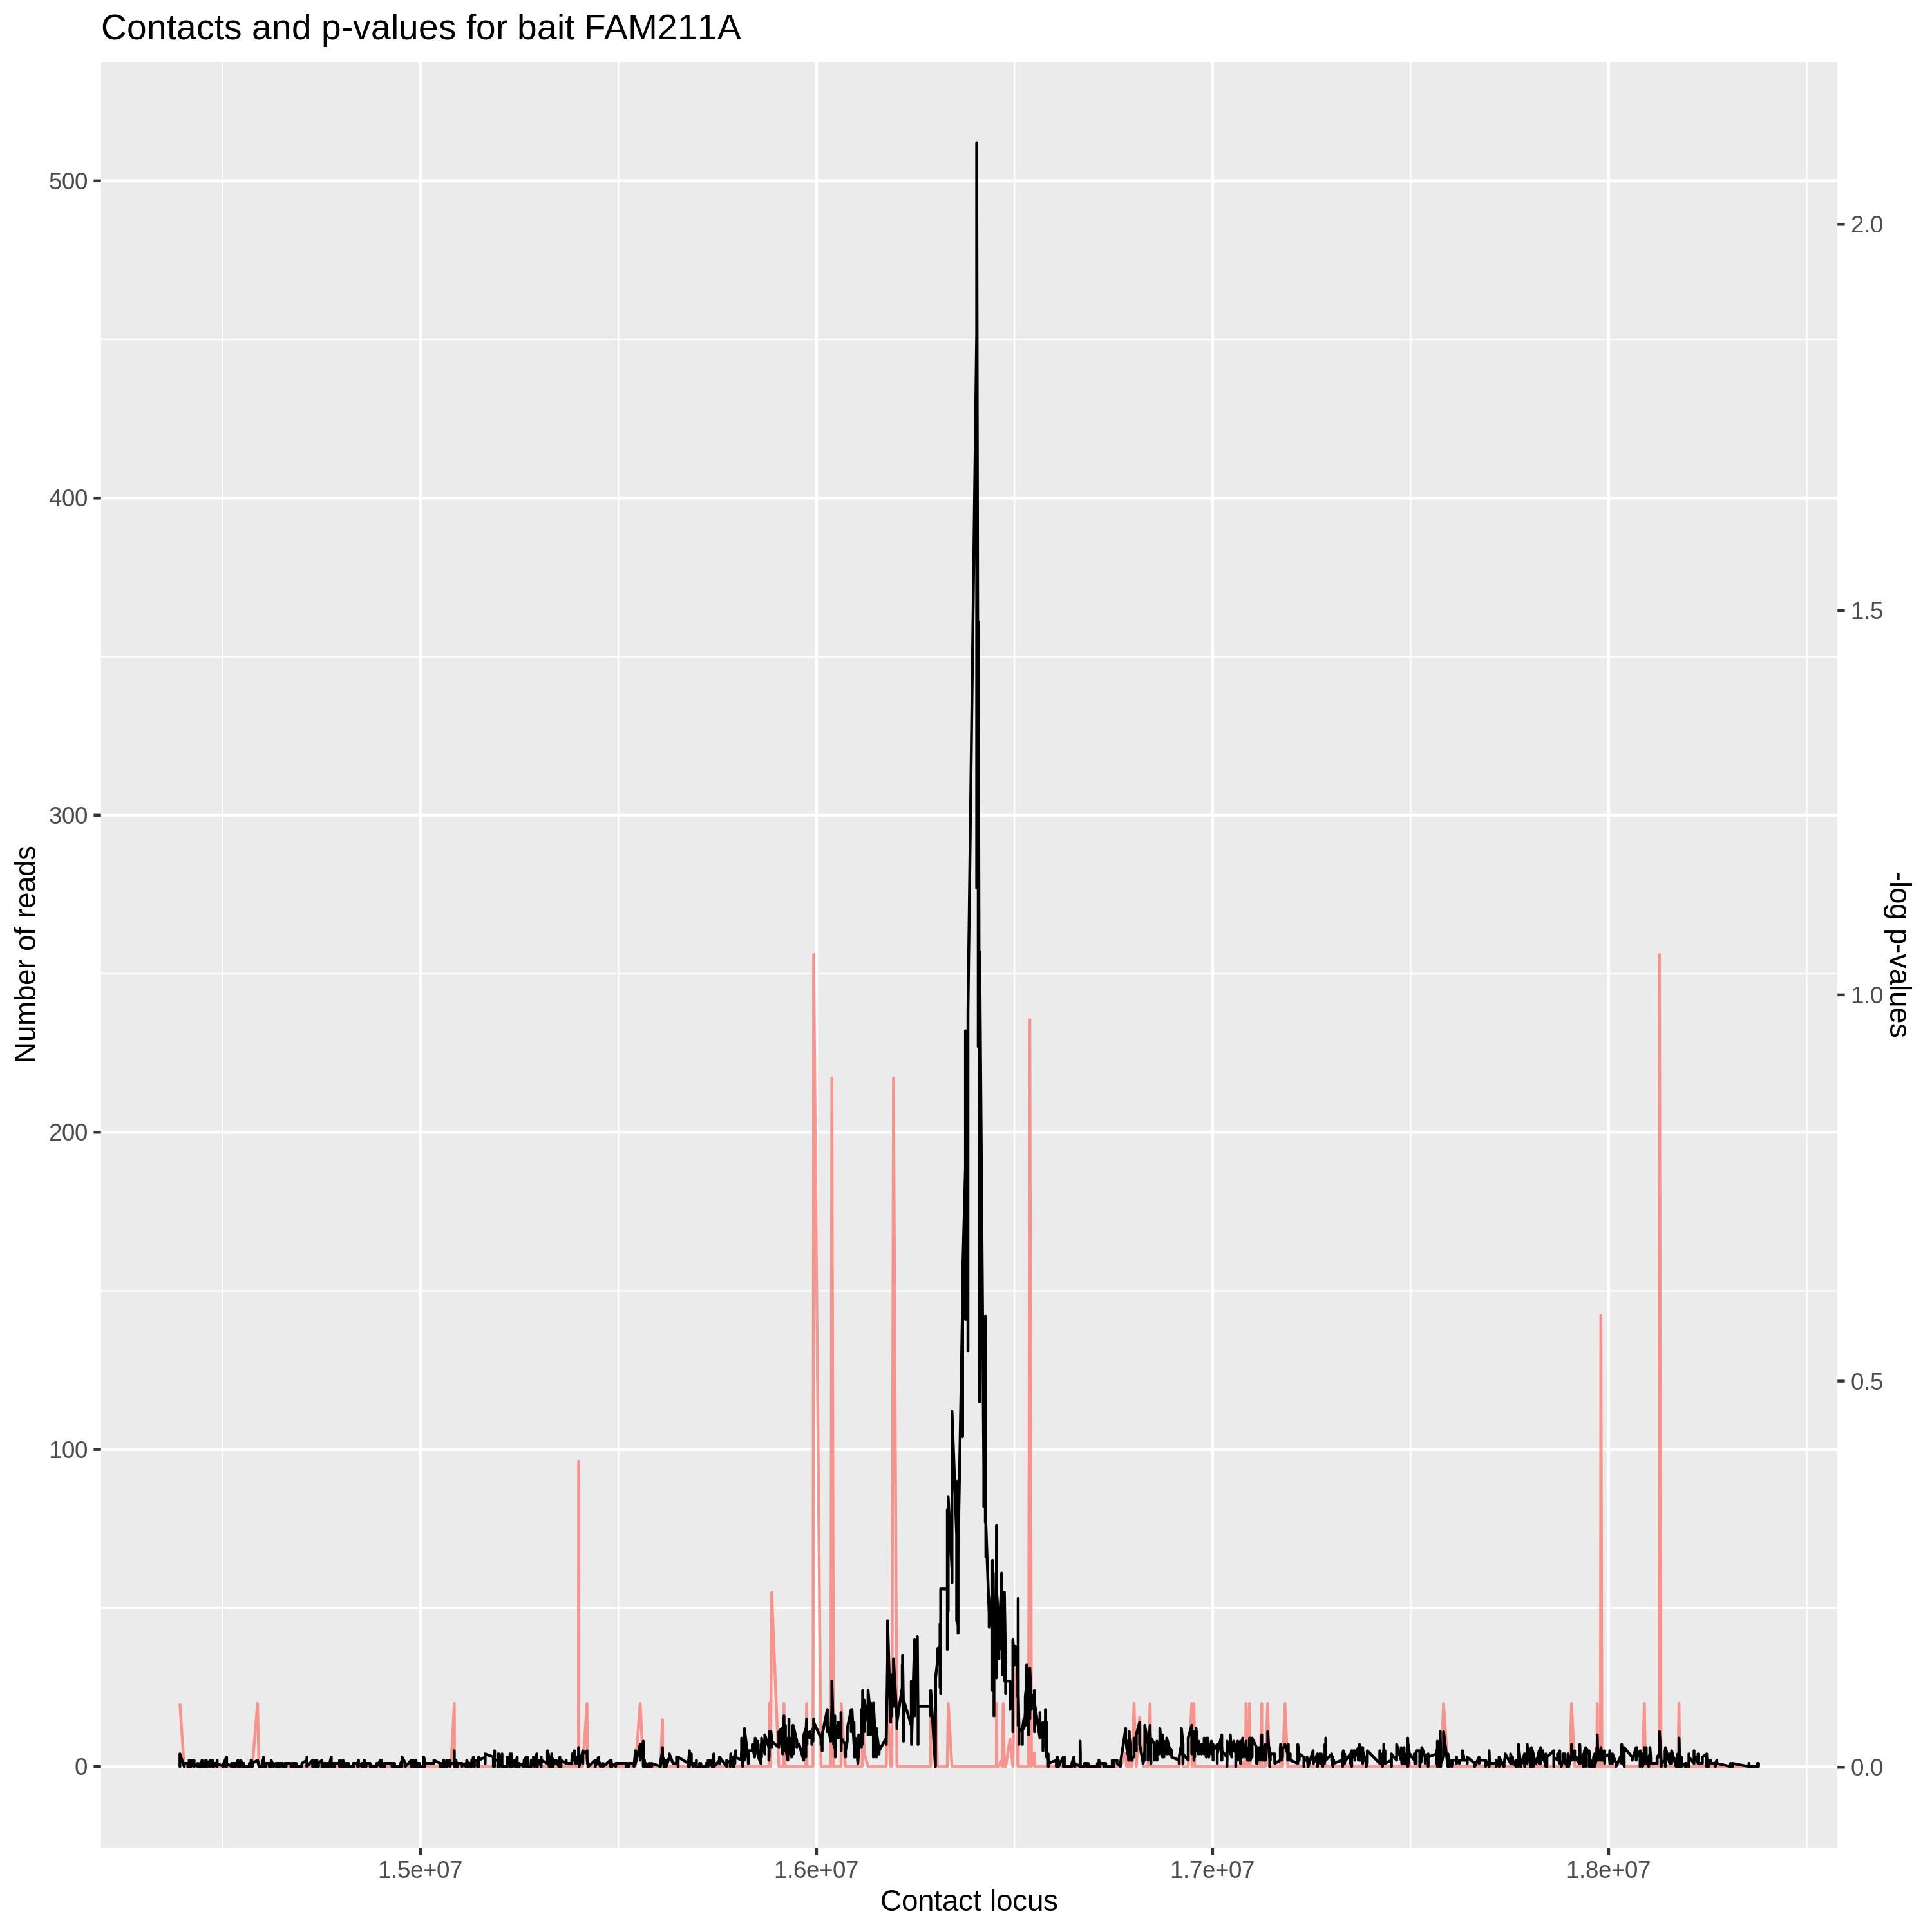 Contacts and p-values for bait FAM211A
500
400
300
200
100
0
Number of reads
2.0
1.5
1.0
0.5
0.0
-log p-values
1.5e+07
1.6e+07
1.7e+07
1.8e+07
Contact locus